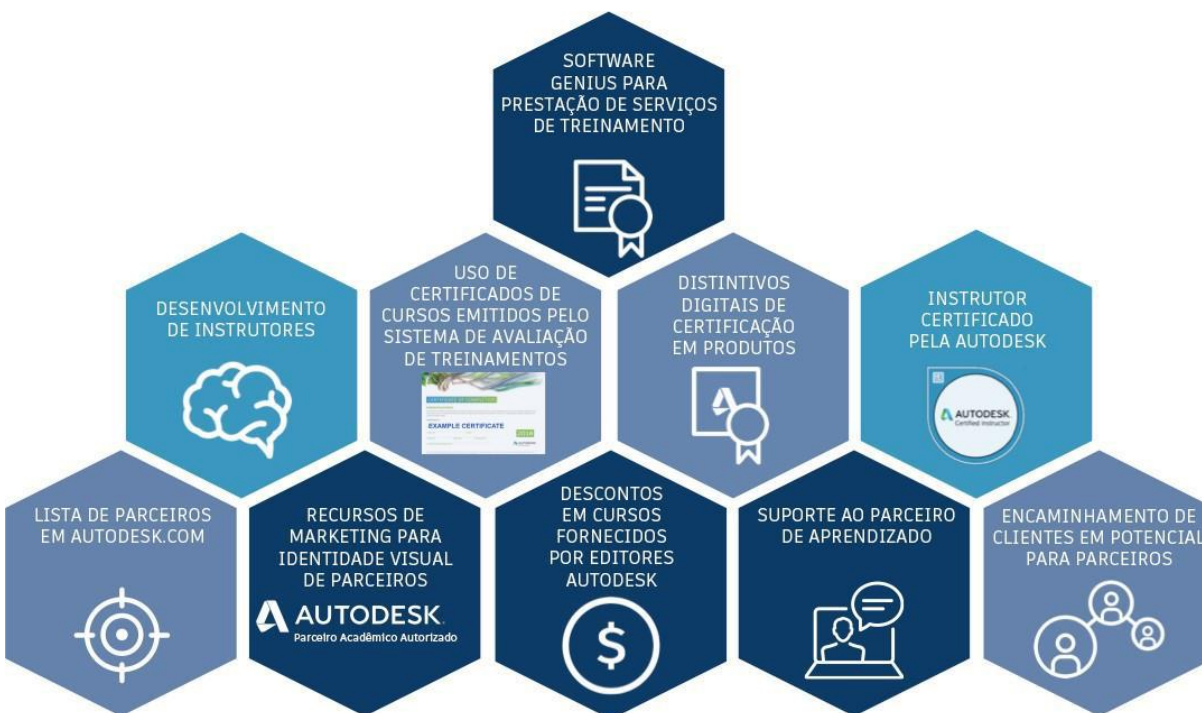 SOFTWARE
GENIUS PARA
PRESTAÇÃO DE SERVIÇOS
DE TREINAMENTO
DESENVOLVIMENTO
DE INSTRUTORES
USO DE
CERTIFICADOS DE
CURSOS EMITIDOS PELO
SISTEMA DE AVALIAÇÃO
DE TREINAMENTOS
EXAMPLE CERTIFICATE
DISTINTIVOS
DIGITAIS DE
CERTIFICAÇÃO
EM PRODUTOS
INSTRUTOR
CERTIFICADO
PELA AUTODESK
AUTODESK
Certified Instructor
LISTA DE PARCEIROS
EM AUTODESK.COM
RECURSOS DE
MARKETING PARA
IDENTIDADE VISUAL
DE PARCEIROS
AUTODESK.
Parceiro Acadêmico Autorizado
DESCONTOS
EM CURSOS
FORNECIDOS
POR EDITORES
AUTODESK
$
SUPORTE AO PARCEIRO
DE APRENDIZADO
ENCAMINHAMENTO DE
CLIENTES EM POTENCIAL
PARA PARCEIROS